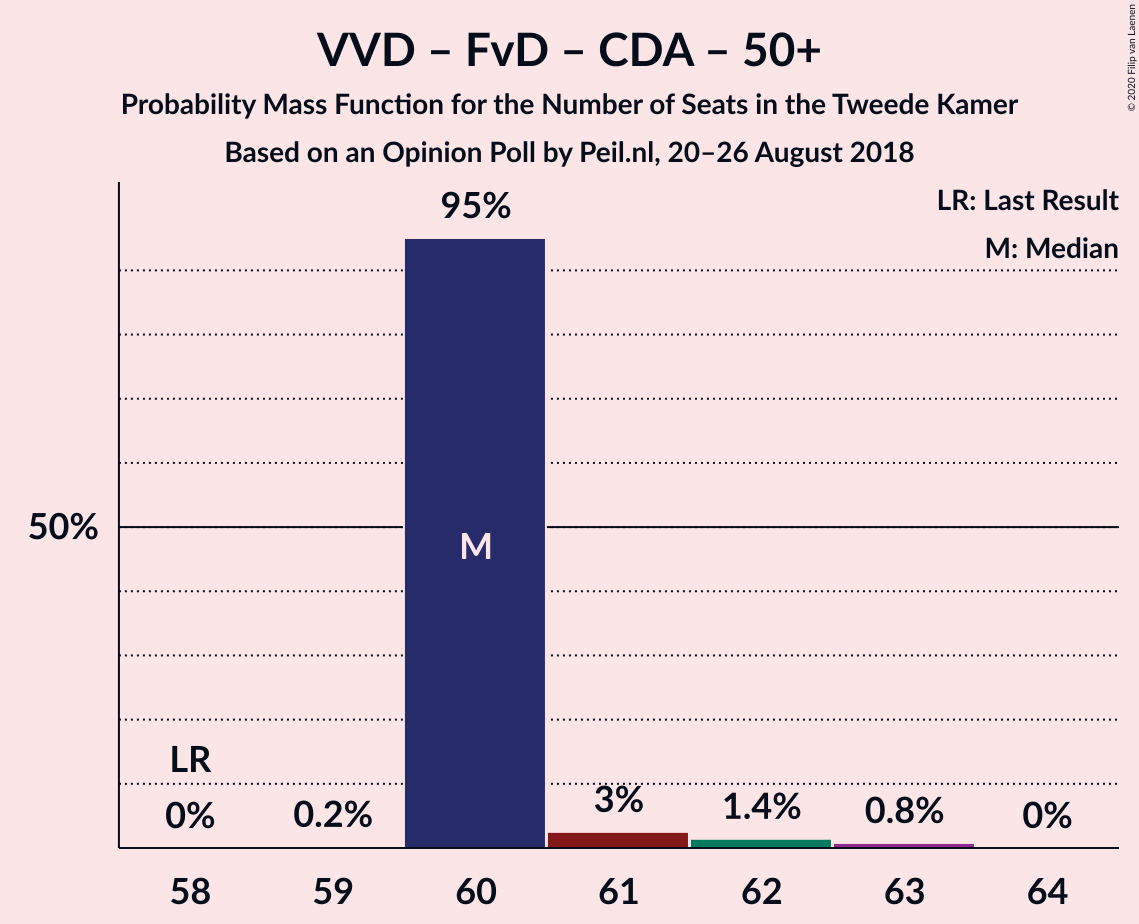 VVD – FvD – CDA – 50+
Probability Mass Function for the Number of Seats in the Tweede Kamer
Based on an Opinion Poll by Peil.nl, 20–26 August 2018
© 2020 Filip van Laenen
LR: Last Result
M: Median
95%
50%
M
LR
0%
0.2%
3%
1.4%
0.8%
0%
58
59
60
61
62
63
64